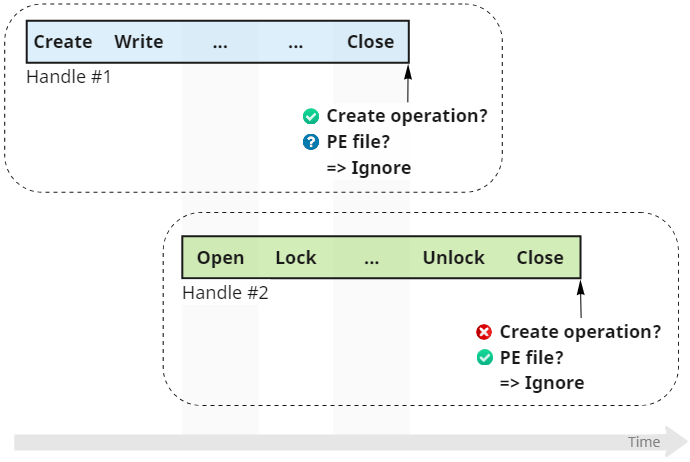 Create Write ... ... Close
Handle #1
Create operation?
? PE file?
=> Ignore
Open Lock ... Unlock Close
Handle #2
Create operation?
PE file?
=> Ignore
Time